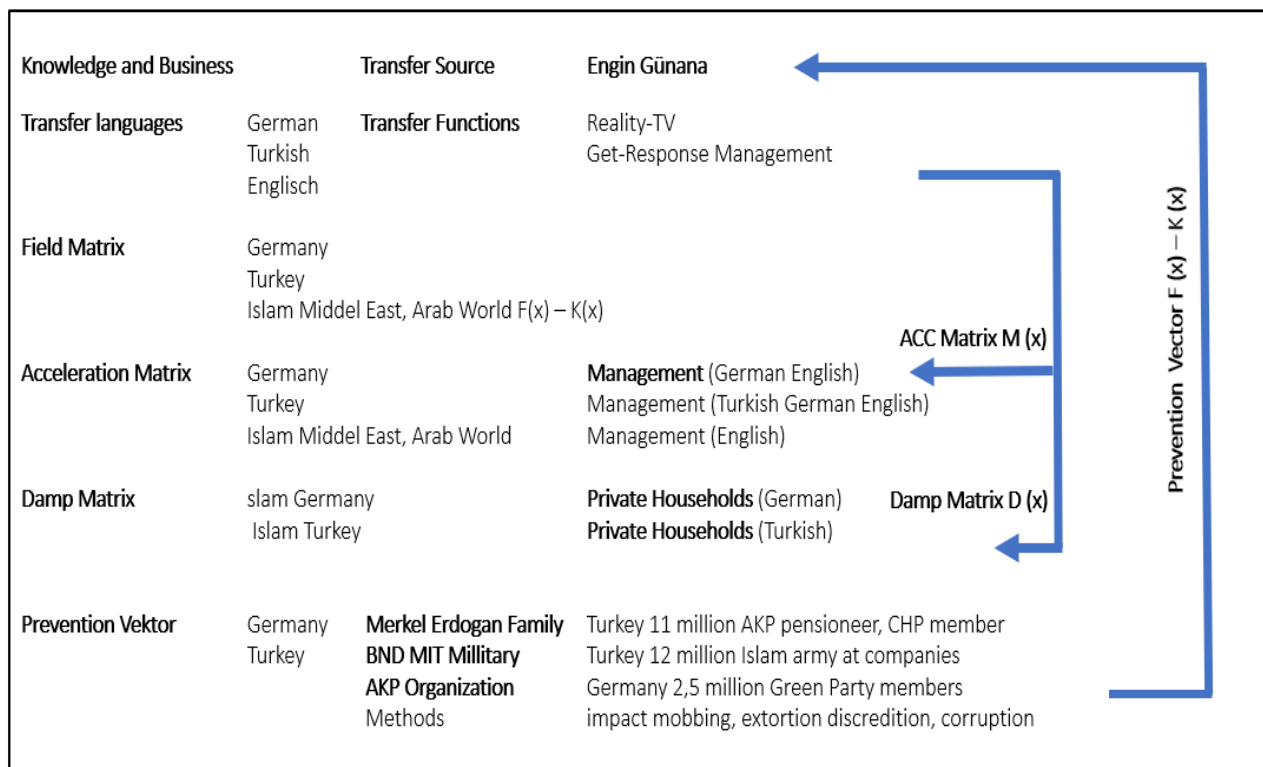 Knowledge and Business Transfer Source Engin Günana
Transfer languages German Transfer Functions Reality-TV
Turkish Get-Response Management
Englisch
Field Matrix Germany
Turkey
Islam Middel East, Arab World F(x) – K(x)
ACC Matrix M (x)
Acceleration Matrix Germany Management (German English)
Turkey Management (Turkish German English)
Islam Middel East, Arab World Management (English)
Damp Matrix slam Germany Private Households (German) Damp Matrix D (x)
Islam Turkey Private Households (Turkish)
Prevention Vektor Germany Merkel Erdogan Family Turkey 11 million AKP pensioneer, CHP member
Turkey BND MIT Millitary Turkey 12 million Islam army at companies
AKP Organization Germany 2,5 million Green Party members
Methods impact mobbing, extortion discredition, corruption
Prevention Vector F (x) – K (x)